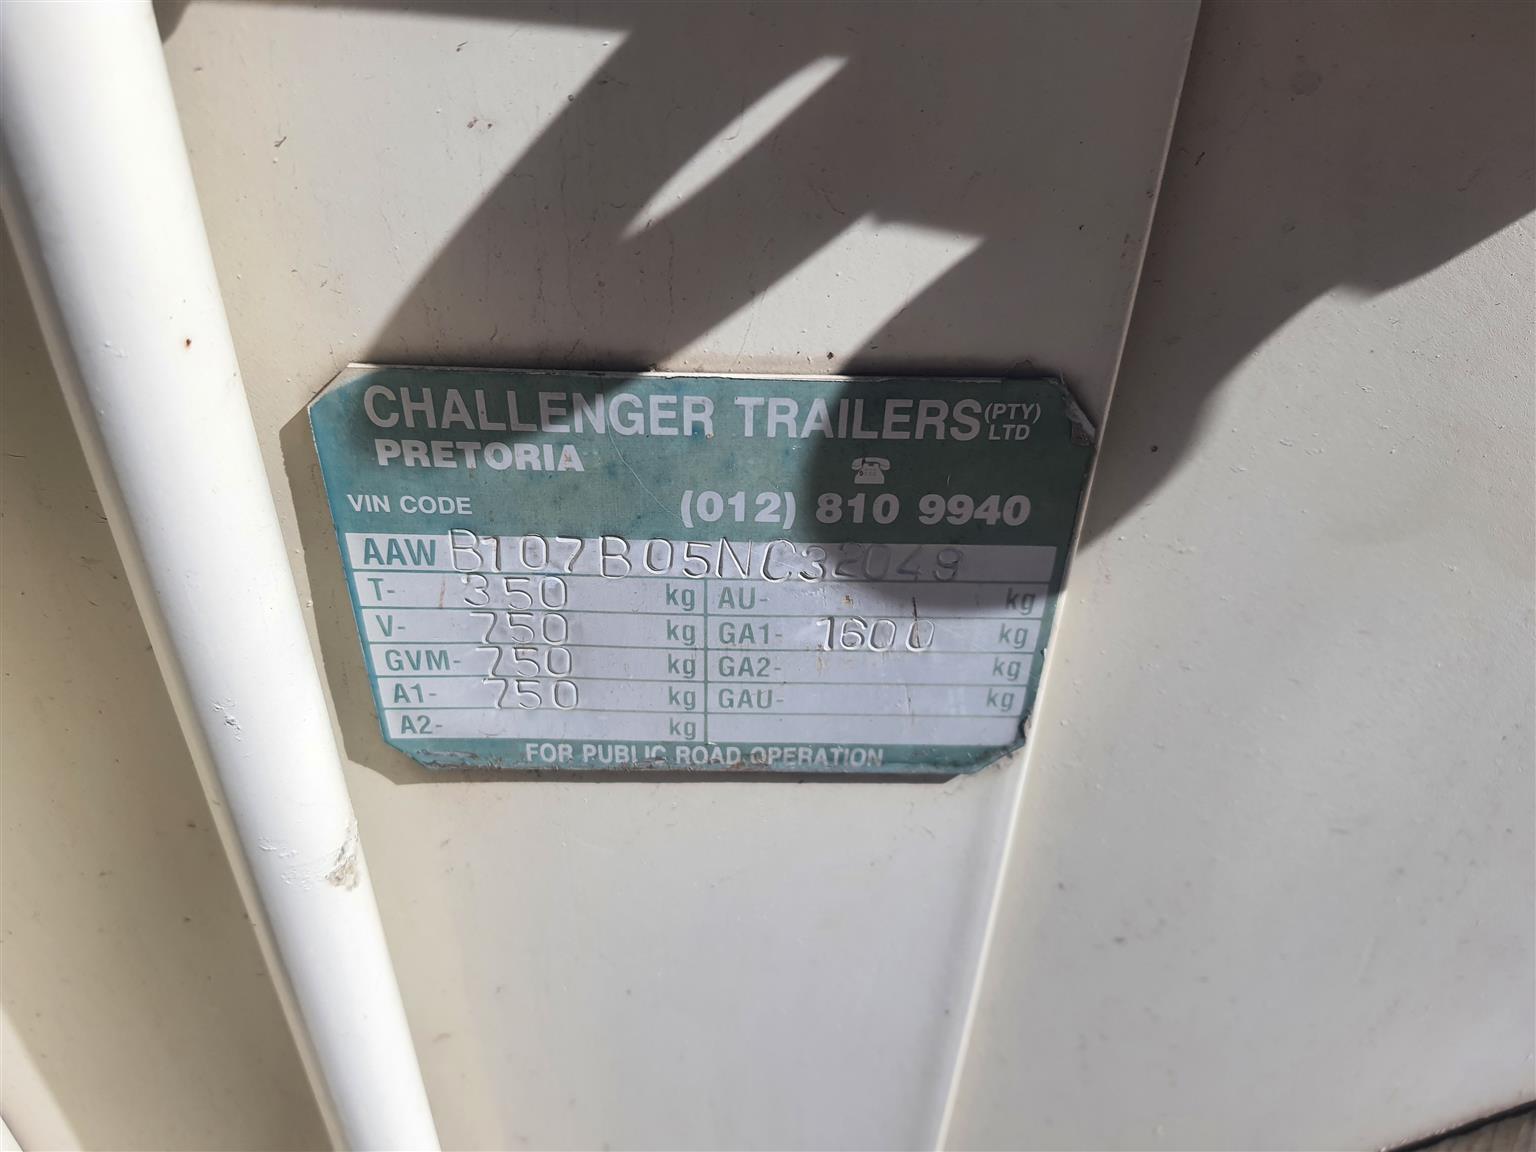 CHALLENGER TRAILERS (PTY) LTD
PRETORIA
VIN CODE (012) 810 9940
AAW B107B05NC32049
T- 350 kg AU- kg
V- 750 kg GA1- 1600 kg
GVM- 750 kg GA2- kg
A1- 750 kg GAU- kg
A2- kg
FOR PUBLIC ROAD OPERATION